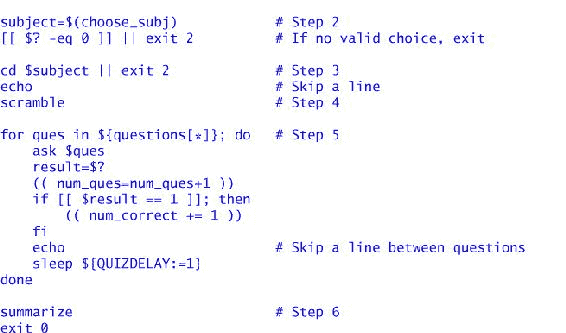 subject=$(choose_subj)             # Step 2
[[ $? -eq 0 ]] || exit 2           # If no valid choice, exit

cd $subject || exit 2              # Step 3
echo                               # Skip a line
scramble                           # Step 4

for ques in ${questions[*]}; do    # Step 5
    ask $ques
    result=$?
    (( num_ques=num_ques+1 ))
    if [[ $result == 1 ]]; then
        (( num_correct += 1 ))
    fi
    echo                           # Skip a line between questions
    sleep ${QUIZDELAY:=1}
done

summarize                          # Step 6
exit 0